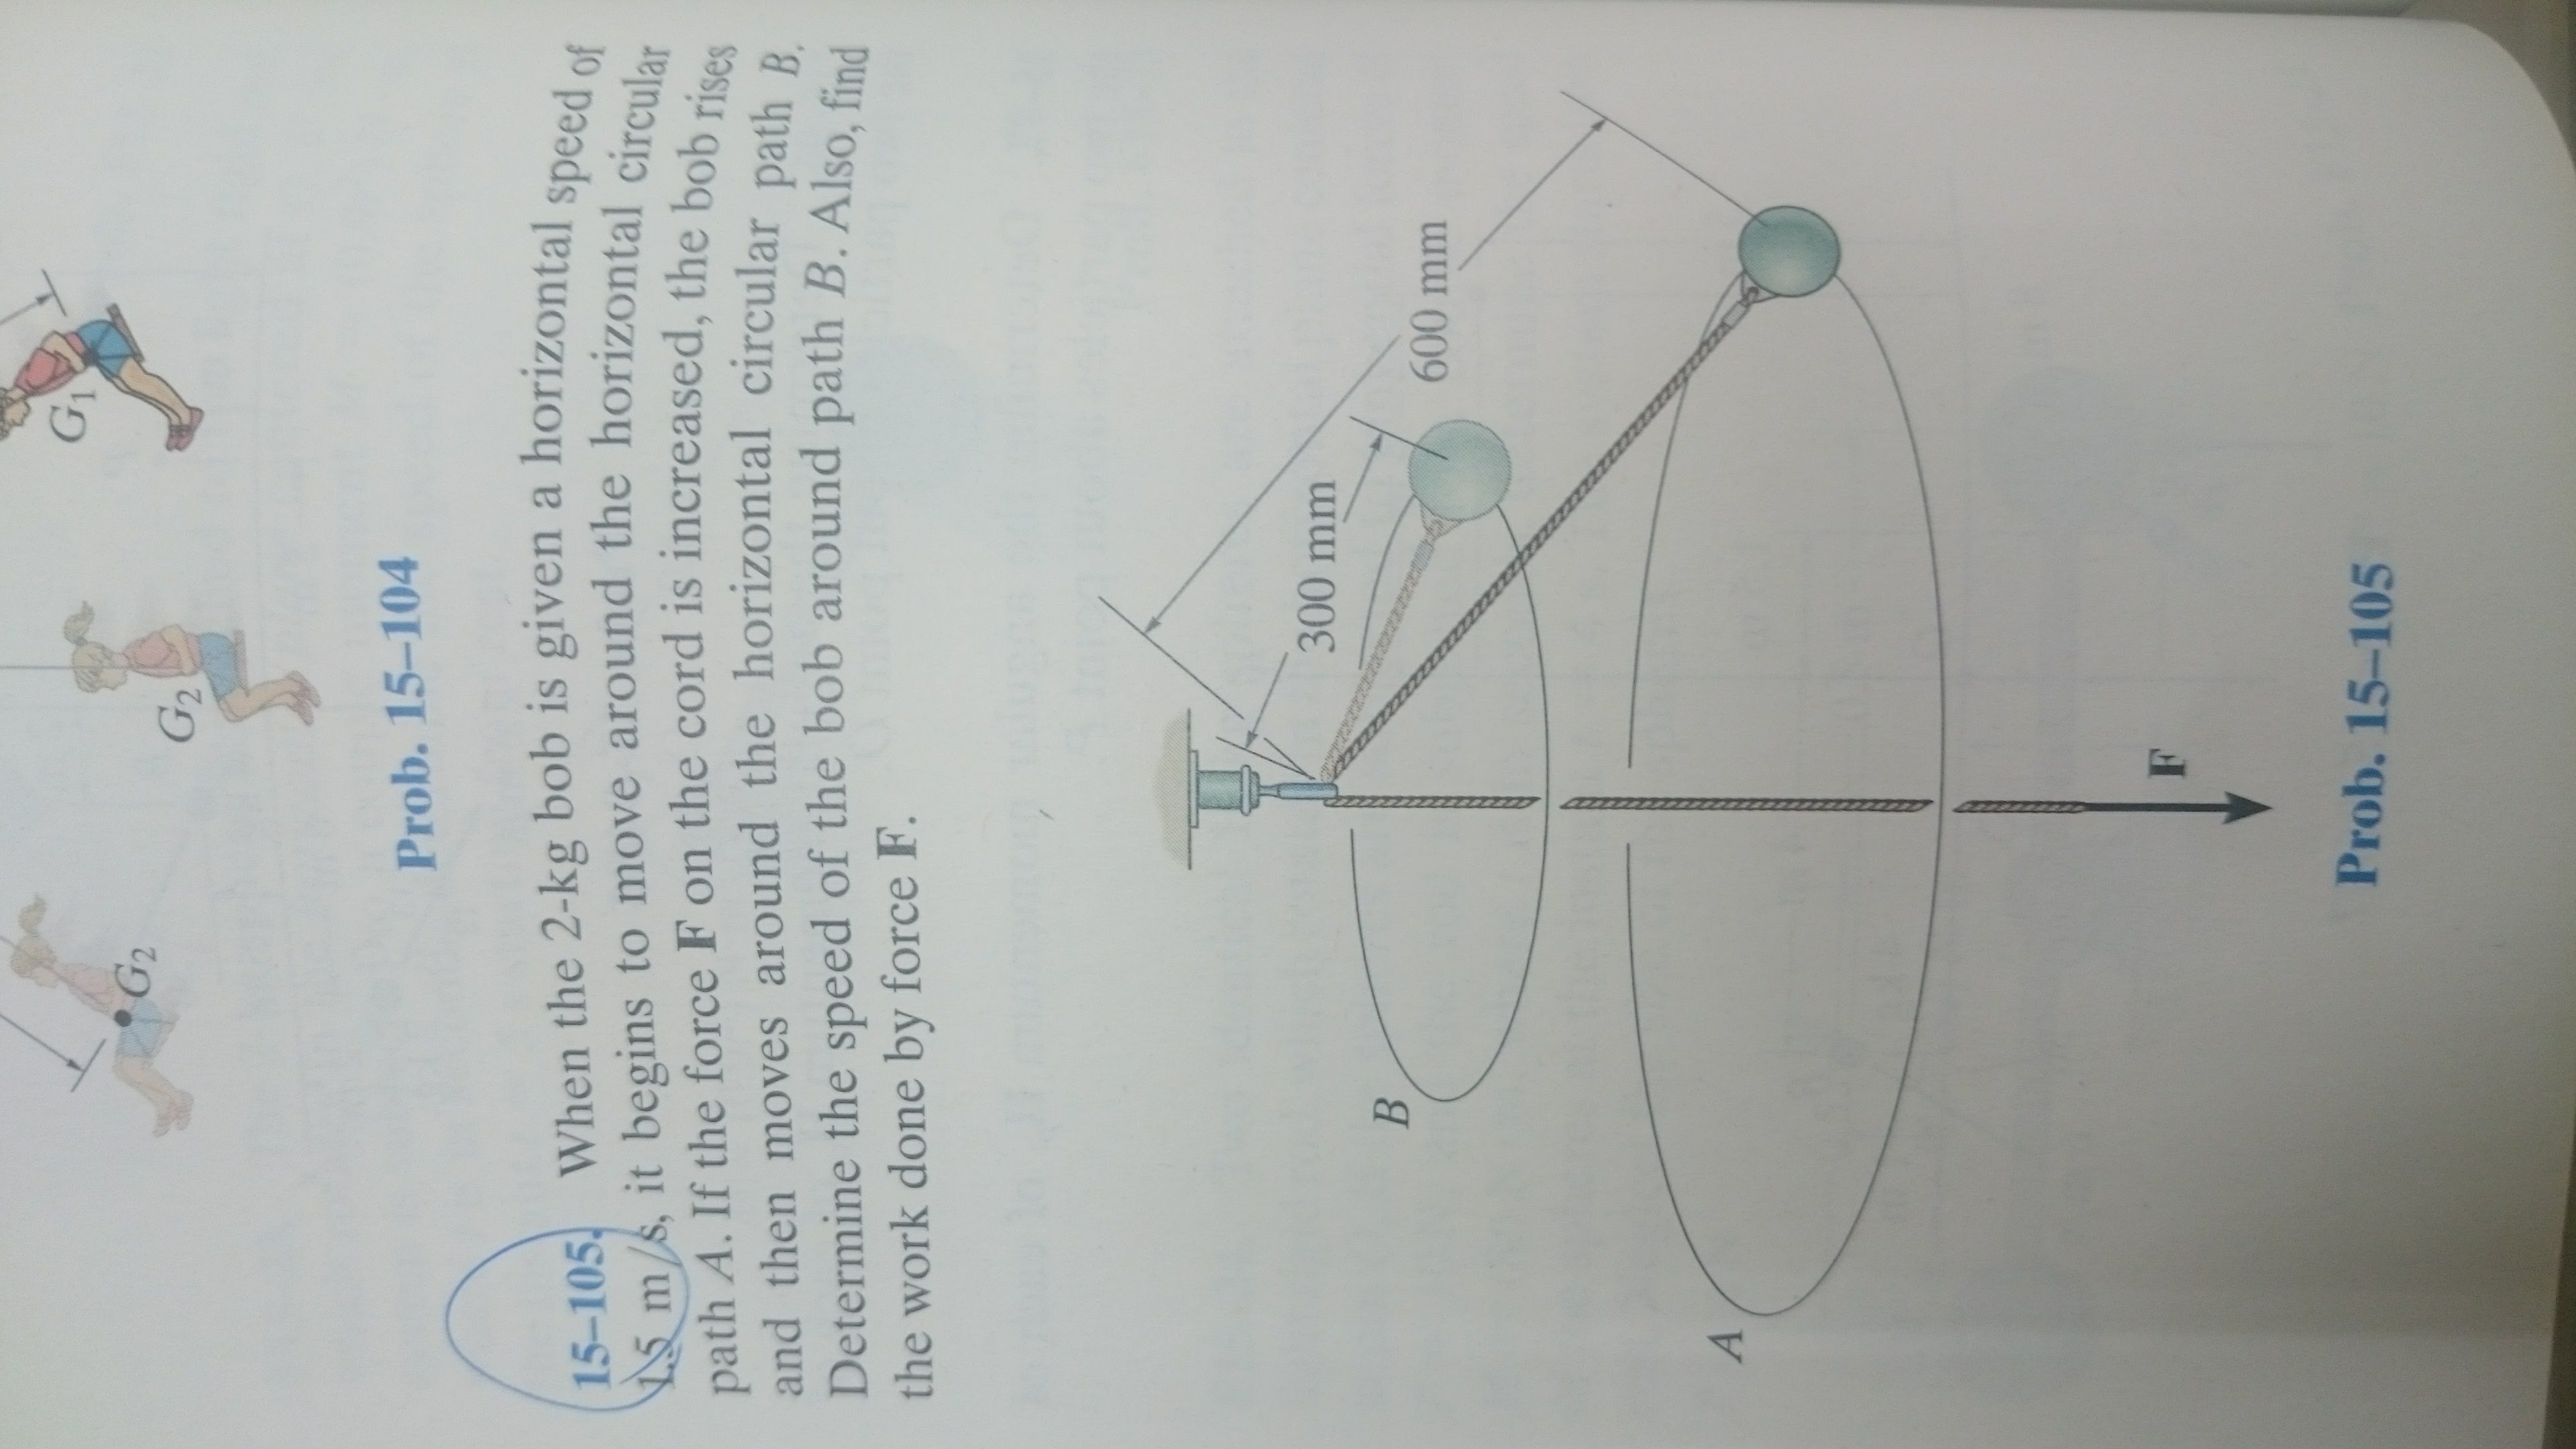 G1
G2
G2
Prob. 15–104
15–105. When the 2-kg bob is given a horizontal speed of
1.5 m/s, it begins to move around the horizontal circular
path A. If the force F on the cord is increased, the bob rises
and then moves around the horizontal circular path B.
Determine the speed of the bob around path B. Also, find
the work done by force F.
300 mm
B
600 mm
A
F
Prob. 15–105